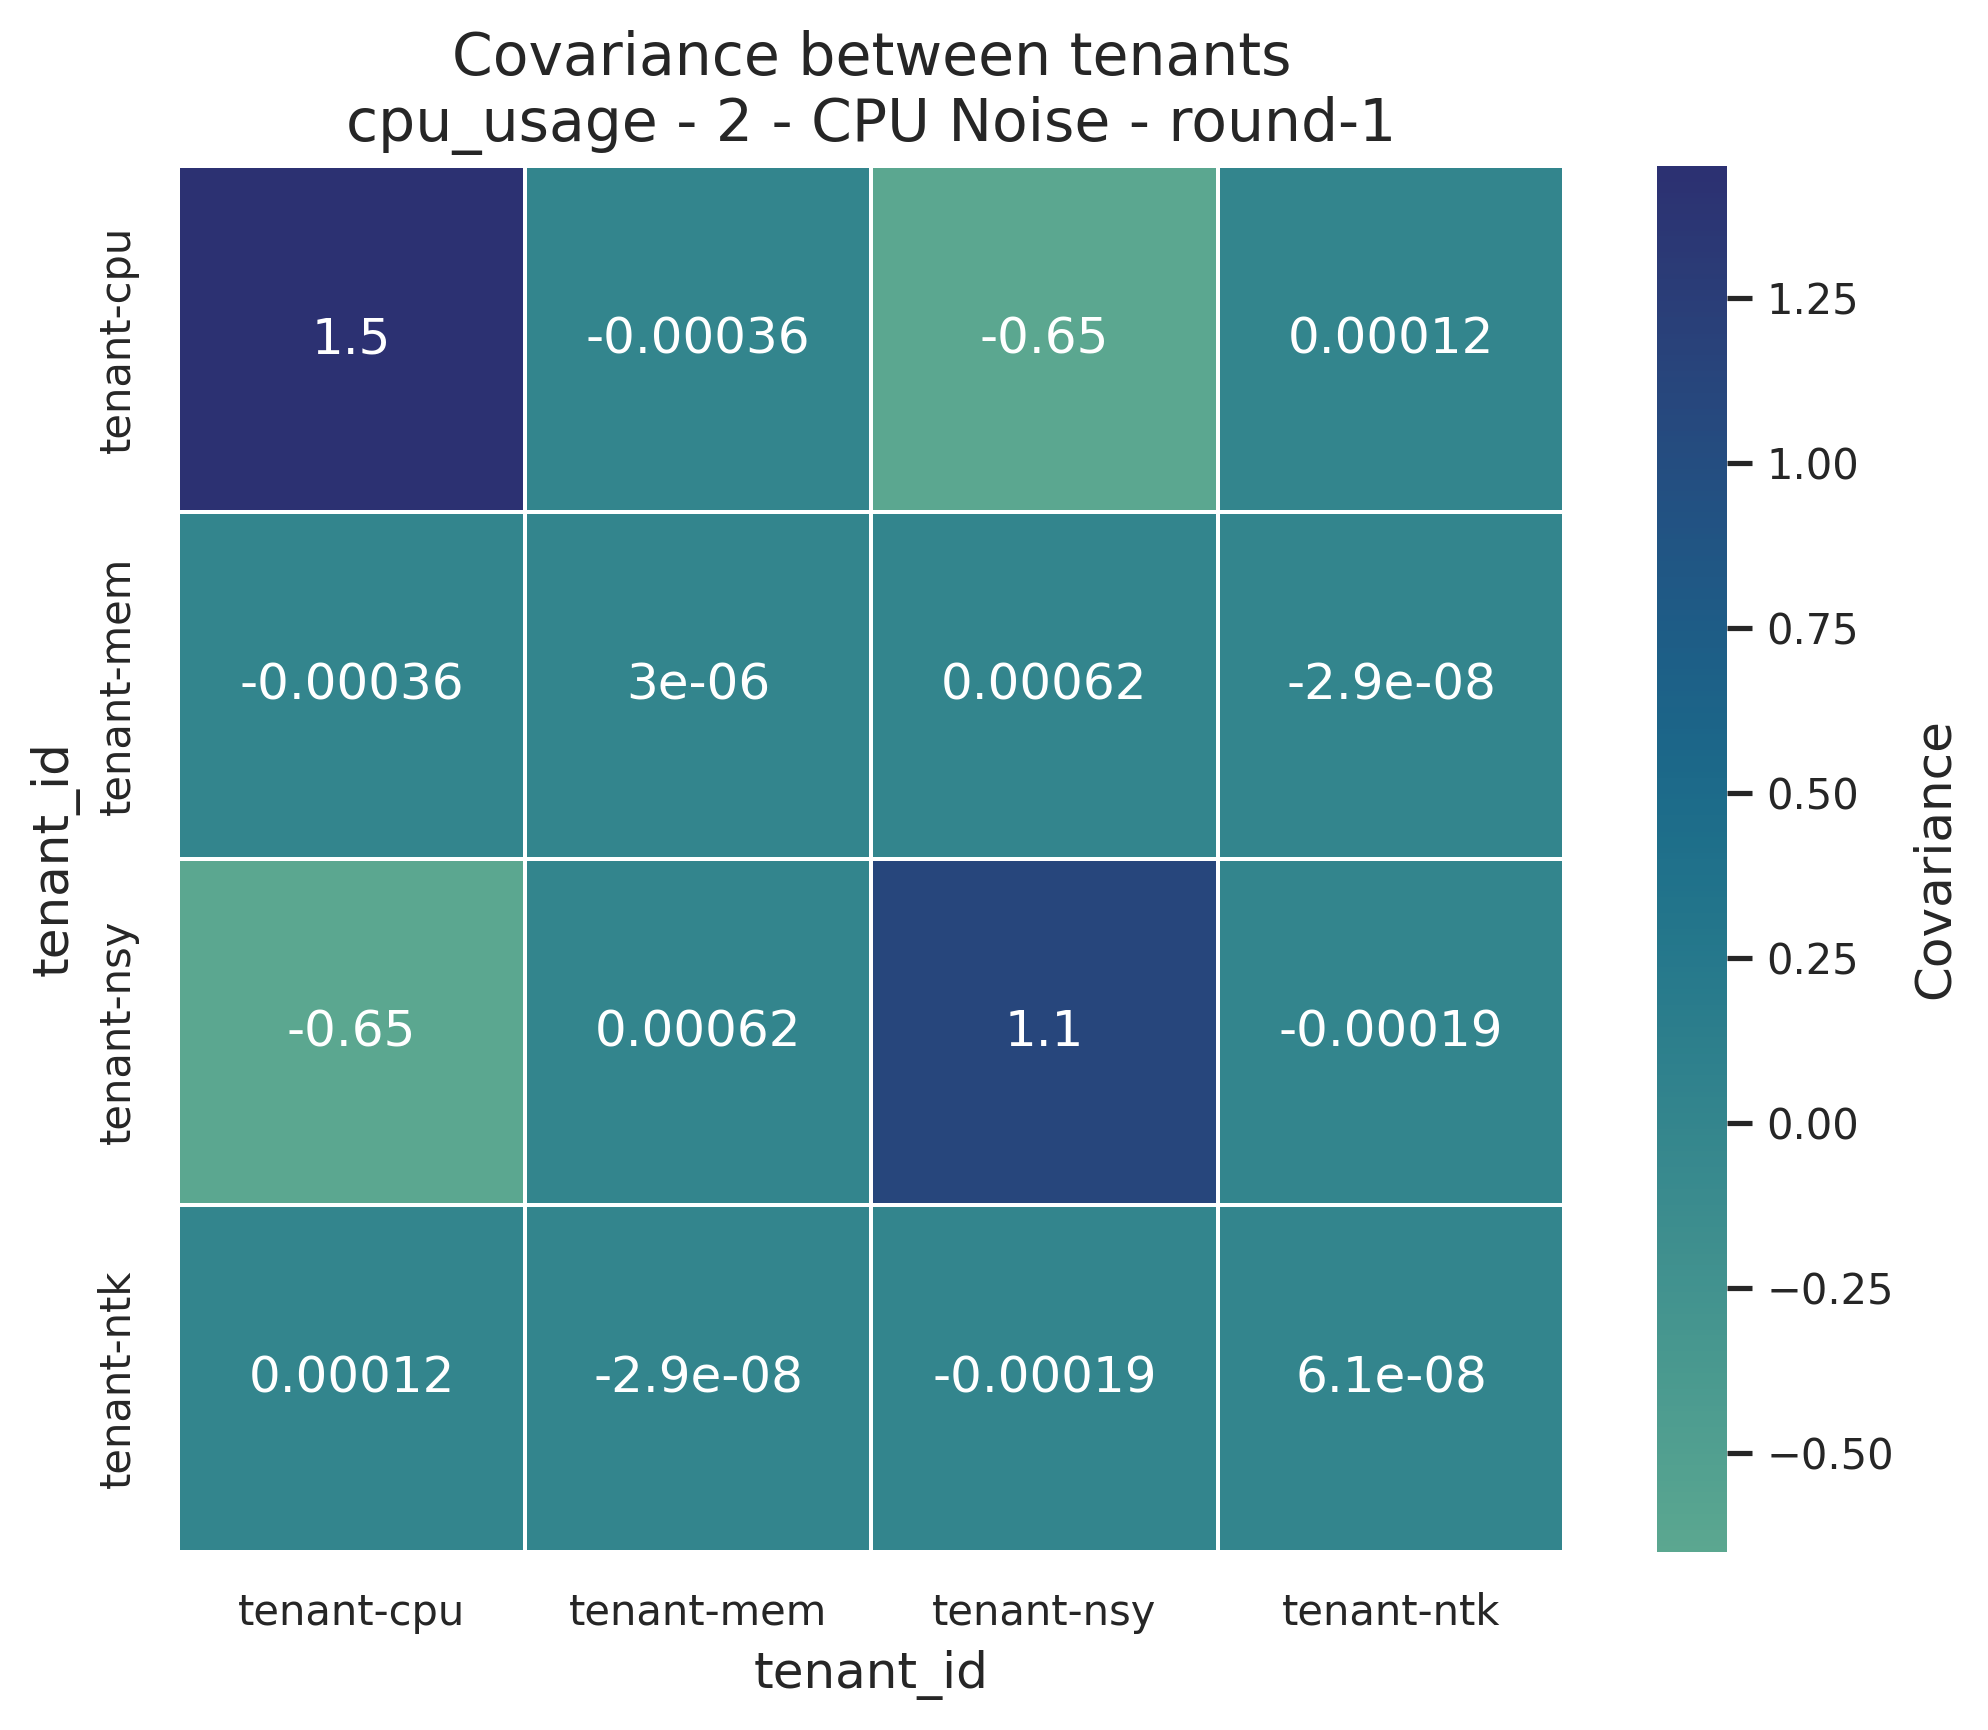 Covariance between tenants
cpu_usage - 2 - CPU Noise - round-1
tenant_id
tenant-cpu
1.5 -0.00036 -0.65 0.00012
tenant-mem
-0.00036 3e-06 0.00062 -2.9e-08
tenant-nsy
-0.65 0.00062 1.1 -0.00019
tenant-ntk
0.00012 -2.9e-08 -0.00019 6.1e-08
tenant-cpu tenant-mem tenant-nsy tenant-ntk
tenant_id
1.25
1.00
0.75
0.50
0.25
0.00
−0.25
−0.50
Covariance